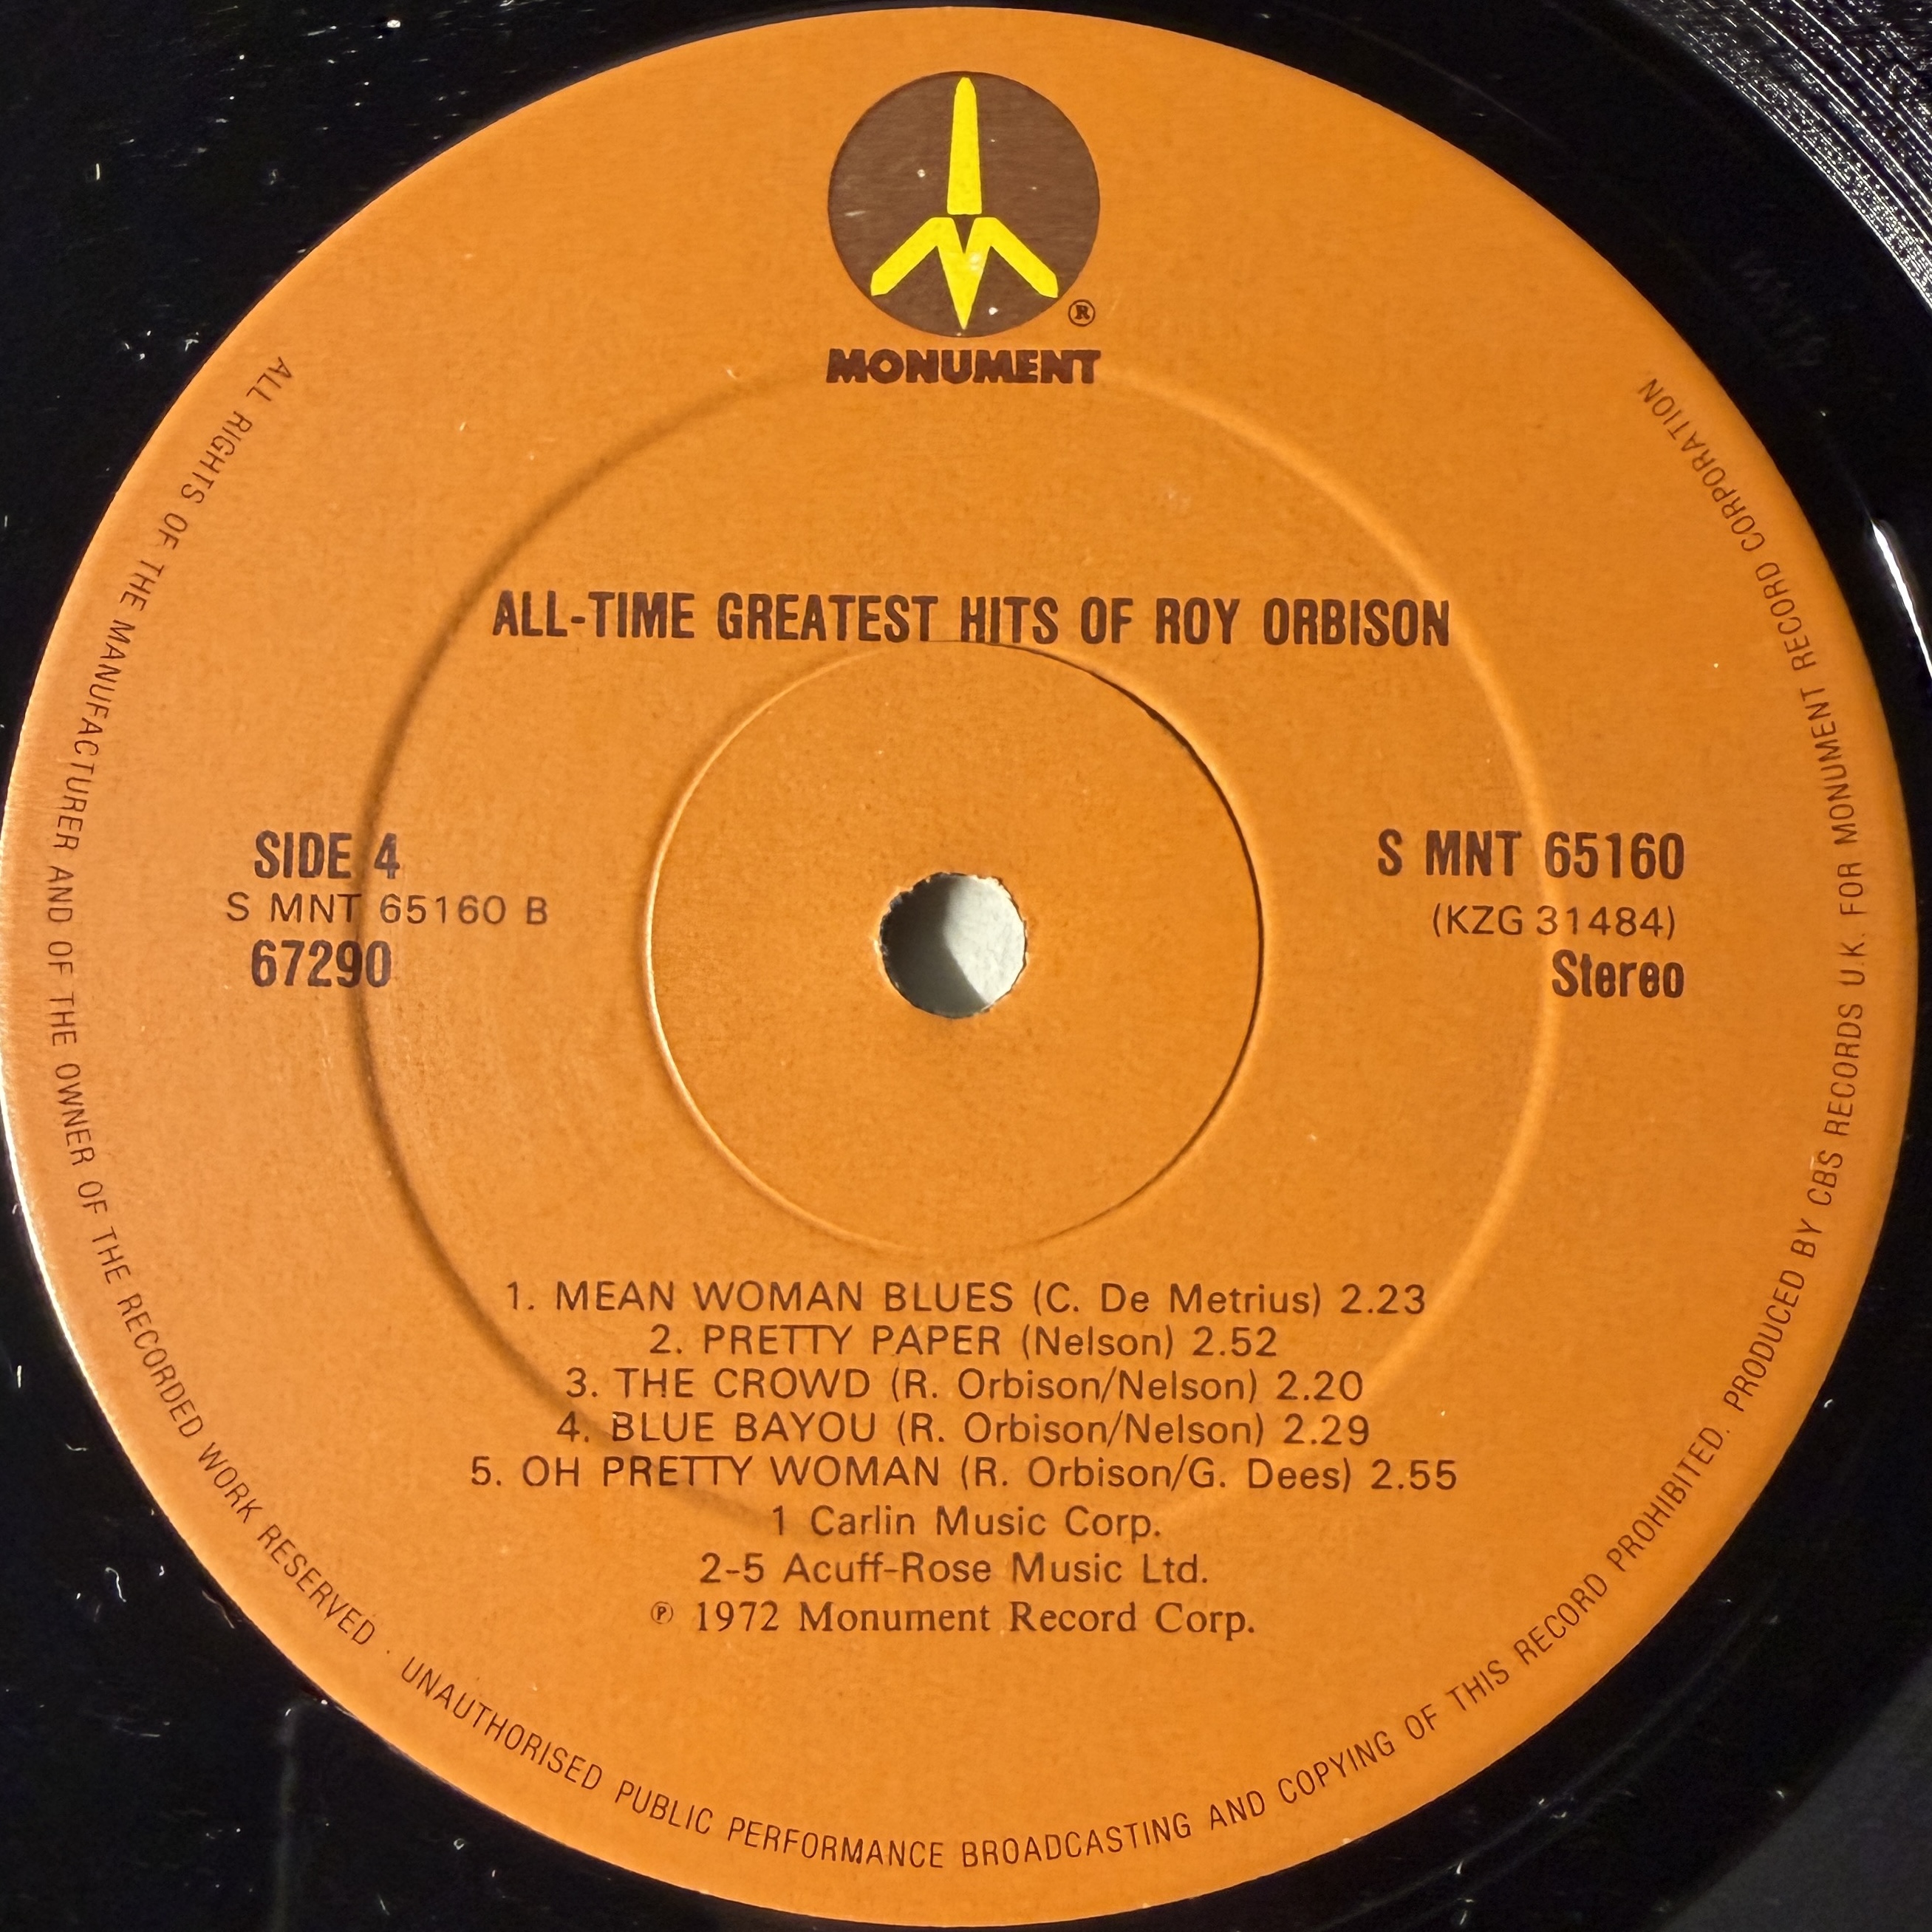 ®
MONUMENT
ALL-TIME GREATEST HITS OF ROY ORBISON
SIDE 4
S MNT 65160 B
67290
S MNT 65160
(KZG 31484)
Stereo
1. MEAN WOMAN BLUES (C. De Metrius) 2.23
2. PRETTY PAPER (Nelson) 2.52
3. THE CROWD (R. Orbison/Nelson) 2.20
4. BLUE BAYOU (R. Orbison/Nelson) 2.29
5. OH PRETTY WOMAN (R. Orbison/G. Dees) 2.55
1 Carlin Music Corp.
2-5 Acuff-Rose Music Ltd.
℗ 1972 Monument Record Corp.
ALL RIGHTS OF THE MANUFACTURER AND OF THE OWNER OF THE RECORDED WORK RESERVED · UNAUTHORISED PUBLIC PERFORMANCE BROADCASTING AND COPYING OF THIS RECORD PROHIBITED. PRODUCED BY CBS RECORDS U.K. FOR MONUMENT RECORD CORPORATION